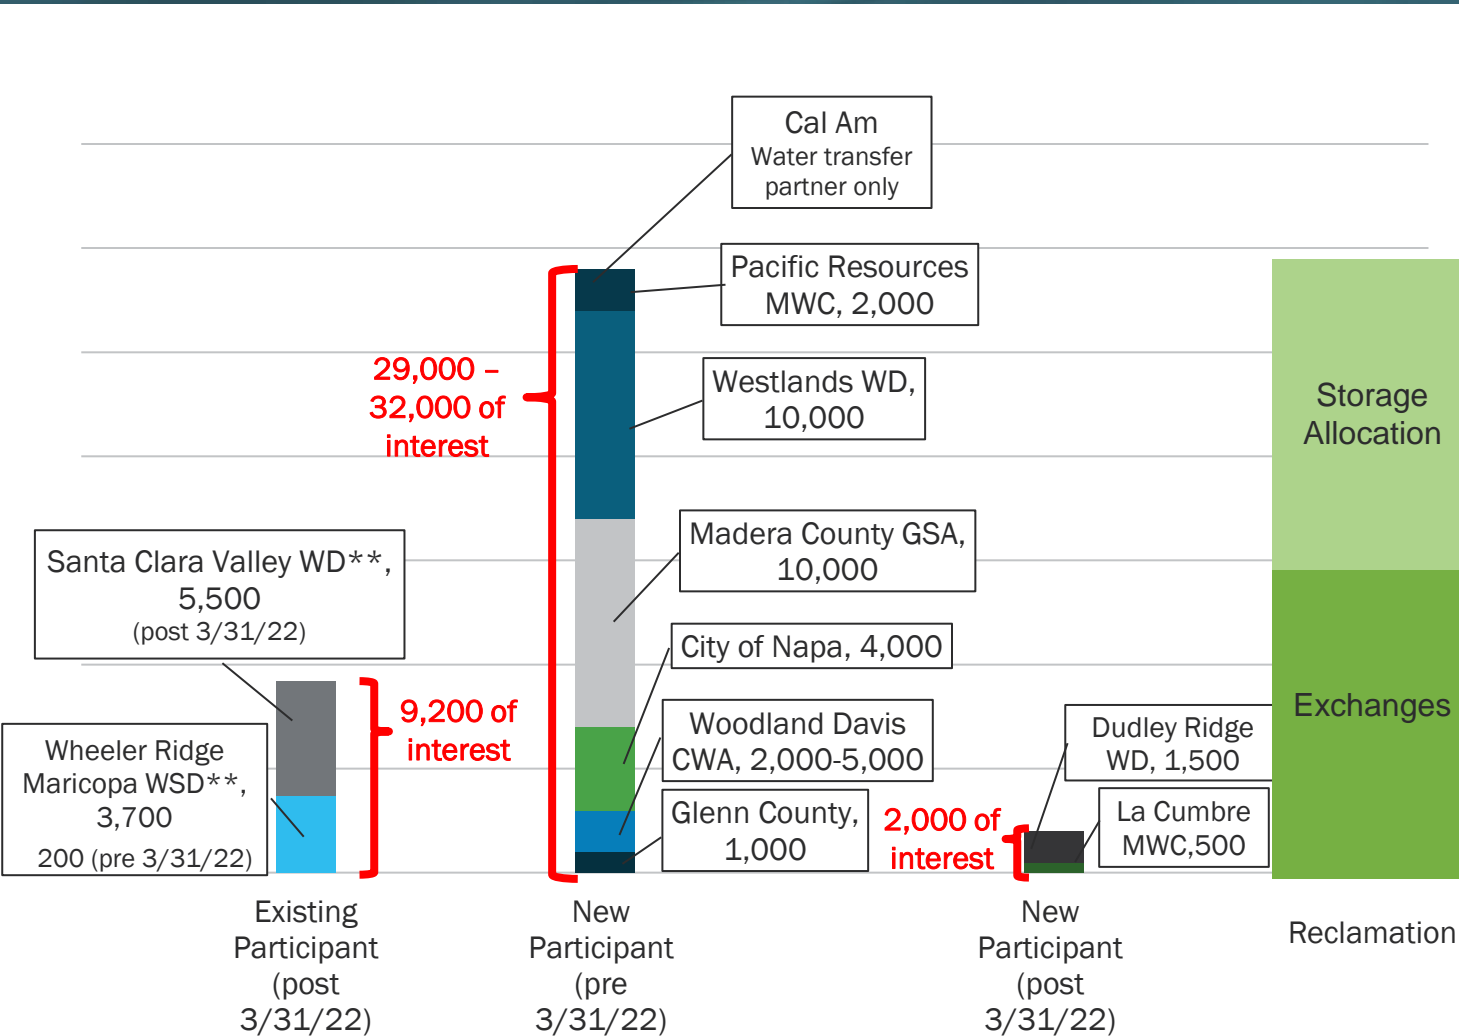 Cal Am
Water transfer
partner only
Pacific Resources
MWC, 2,000
29,000 –
32,000 of
interest
Westlands WD,
10,000
Storage
Allocation
Madera County GSA,
10,000
Santa Clara Valley WD**,
5,500
(post 3/31/22)
City of Napa, 4,000
9,200 of
interest
Woodland Davis
CWA, 2,000-5,000
Exchanges
Dudley Ridge
WD, 1,500
Wheeler Ridge
Maricopa WSD**,
3,700
200 (pre 3/31/22)
Glenn County,
1,000
2,000 of
interest
La Cumbre
MWC,500
Existing
Participant
(post
3/31/22)
New
Participant
(pre
3/31/22)
New
Participant
(post
3/31/22)
Reclamation